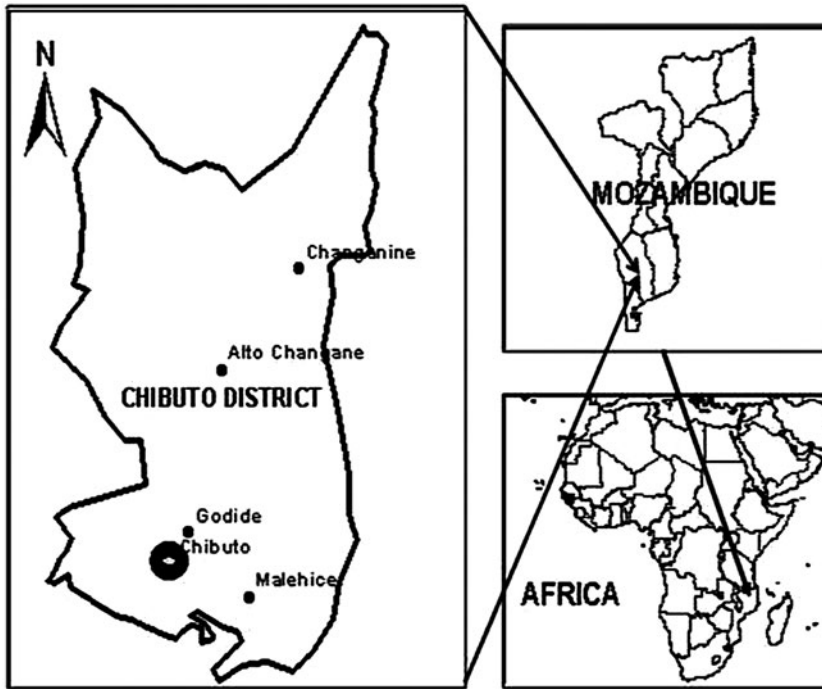 N
Changanine
Alto Changane
CHIBUTO DISTRICT
Godide
Chibuto
Malehice
MOZAMBIQUE
AFRICA